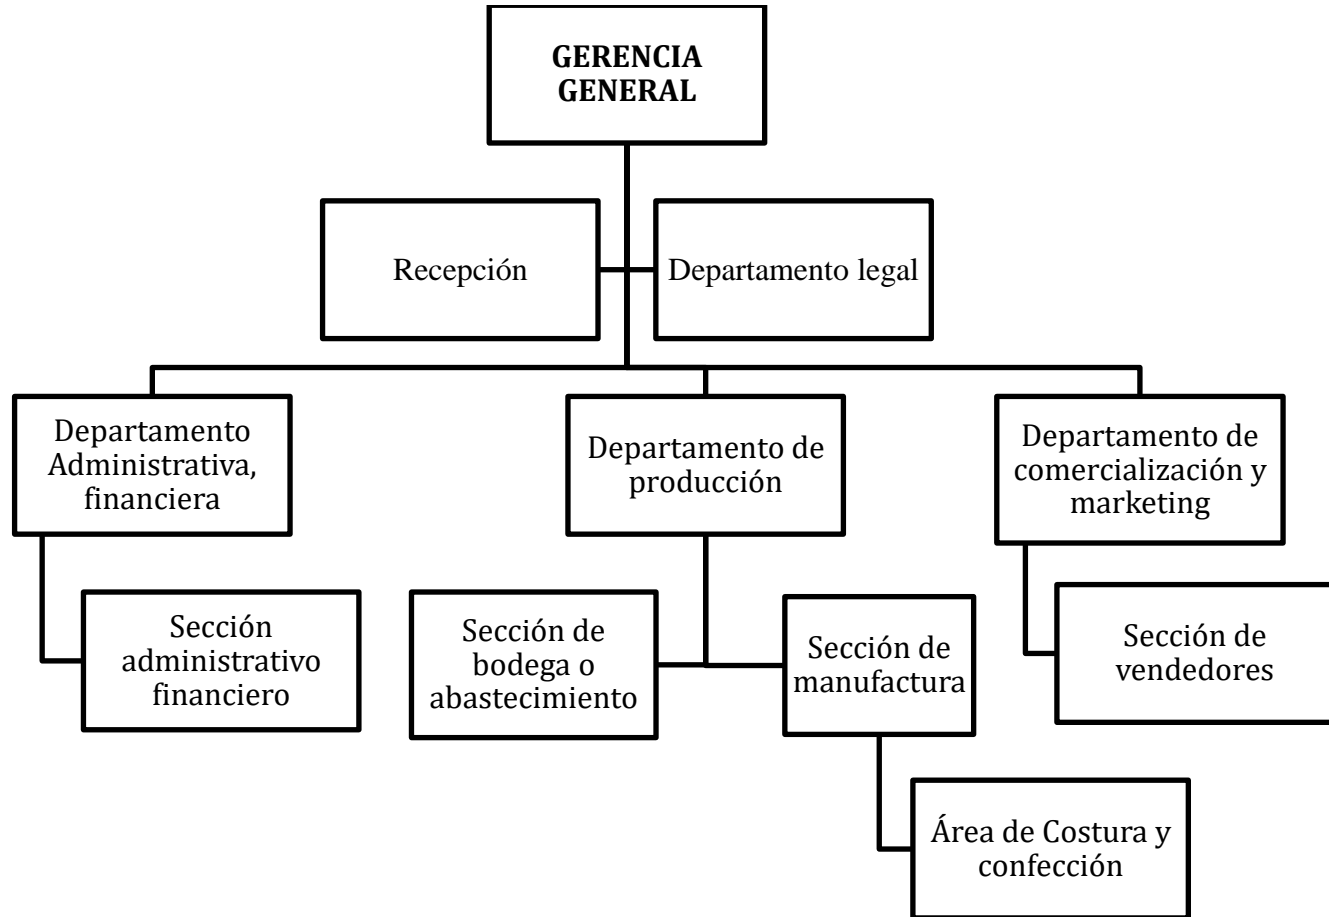 GERENCIA
GENERAL
Recepción
Departamento legal
Departamento
Administrativa,
financiera
Departamento de
producción
Departamento de
comercialización y
marketing
Sección
administrativo
financiero
Sección de
bodega o
abastecimiento
Sección de
manufactura
Sección de
vendedores
Área de Costura y
confección